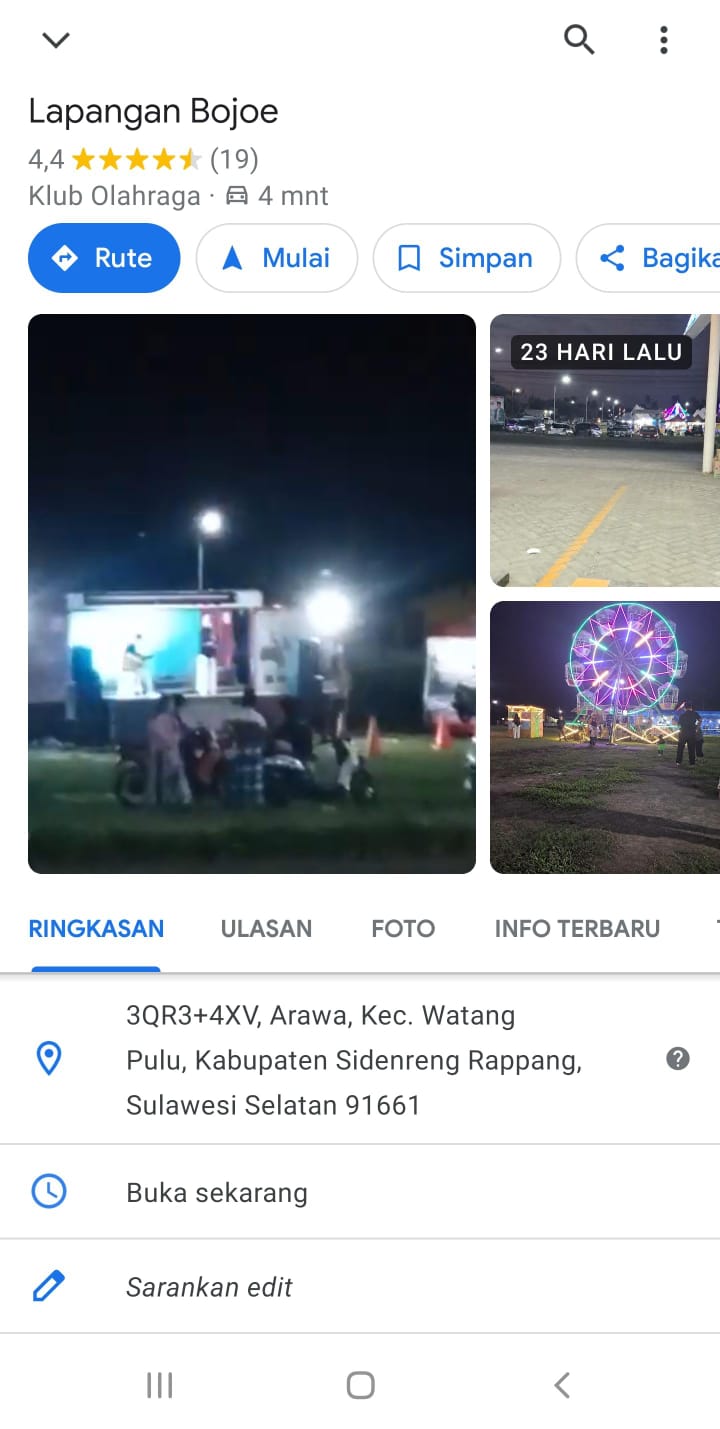 Lapangan Bojoe
4,4 (19)
Klub Olahraga · 4 mnt
Rute
Mulai
Simpan
Bagika
23 HARI LALU
RINGKASAN
ULASAN
FOTO
INFO TERBARU
3QR3+4XV, Arawa, Kec. Watang
Pulu, Kabupaten Sidenreng Rappang,
Sulawesi Selatan 91661
Buka sekarang
Sarankan edit